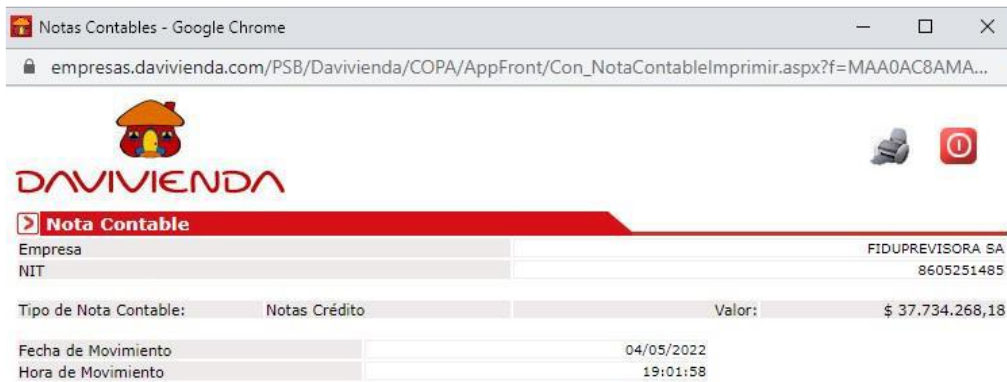 Notas Contables - Google Chrome
empresas.davivienda.com/PSB/Davivienda/COPA/AppFront/Con_NotaContableImprimir.aspx?f=MAA0AC8AMA...
DAVIVIENDA
Nota Contable
Empresa FIDUPREVISORA SA
NIT 8605251485
Tipo de Nota Contable: Notas Crédito Valor: $ 37.734.268,18
Fecha de Movimiento 04/05/2022
Hora de Movimiento 19:01:58